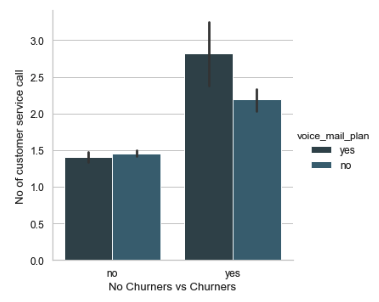 No of customer service call
3.0
2.5
2.0
1.5
1.0
0.5
0.0
no
yes
No Churners vs Churners
voice_mail_plan
yes
no